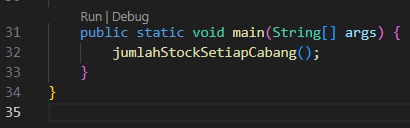 Run | Debug
31 public static void main(String[] args) {
32 jumlahStockSetiapCabang();
33 }
34 }
35